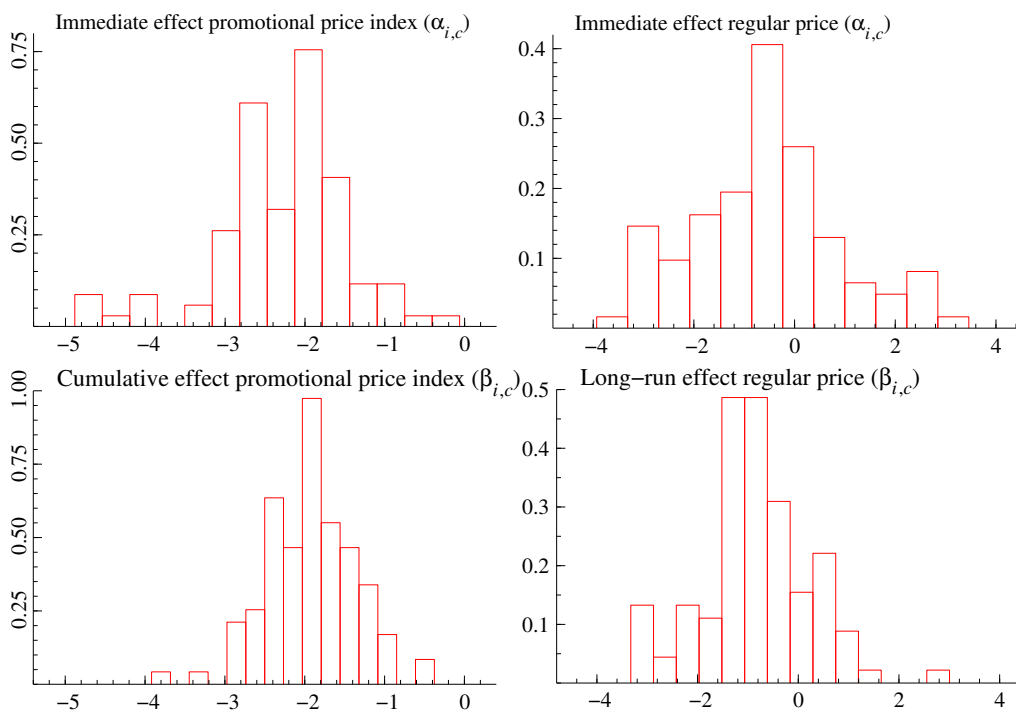 Immediate effect promotional price index (α_{i,c})
0.75
0.50
0.25
−5 −4 −3 −2 −1 0
Immediate effect regular price (α_{i,c})
0.4
0.3
0.2
0.1
−4 −2 0 2 4
Cumulative effect promotional price index (β_{i,c})
1.00
0.75
0.50
0.25
−5 −4 −3 −2 −1 0
Long−run effect regular price (β_{i,c})
0.5
0.4
0.3
0.2
0.1
−4 −2 0 2 4